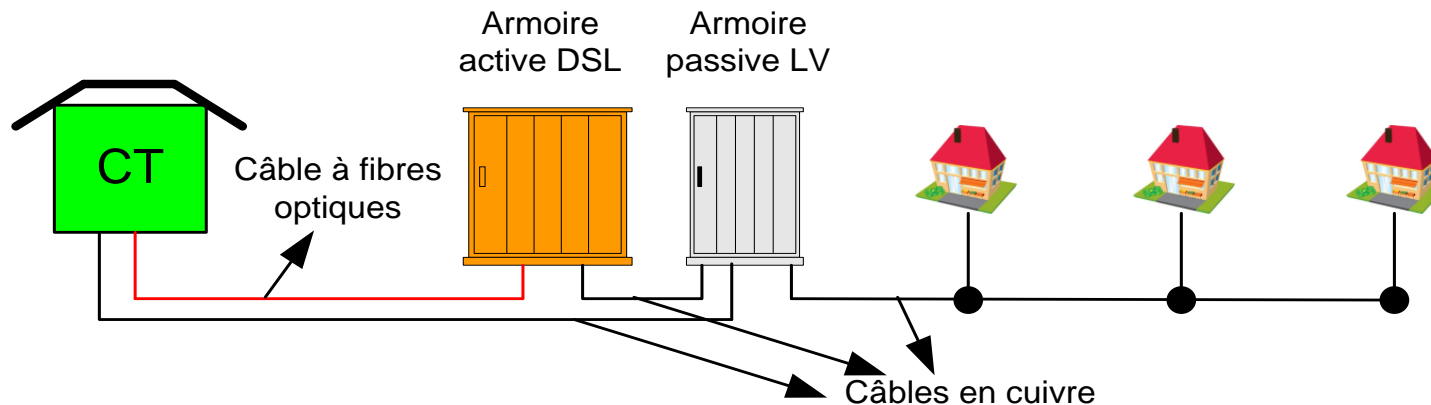 Armoire
active DSL
Armoire
passive LV
CT
Câble à fibres
optiques
Câbles en cuivre